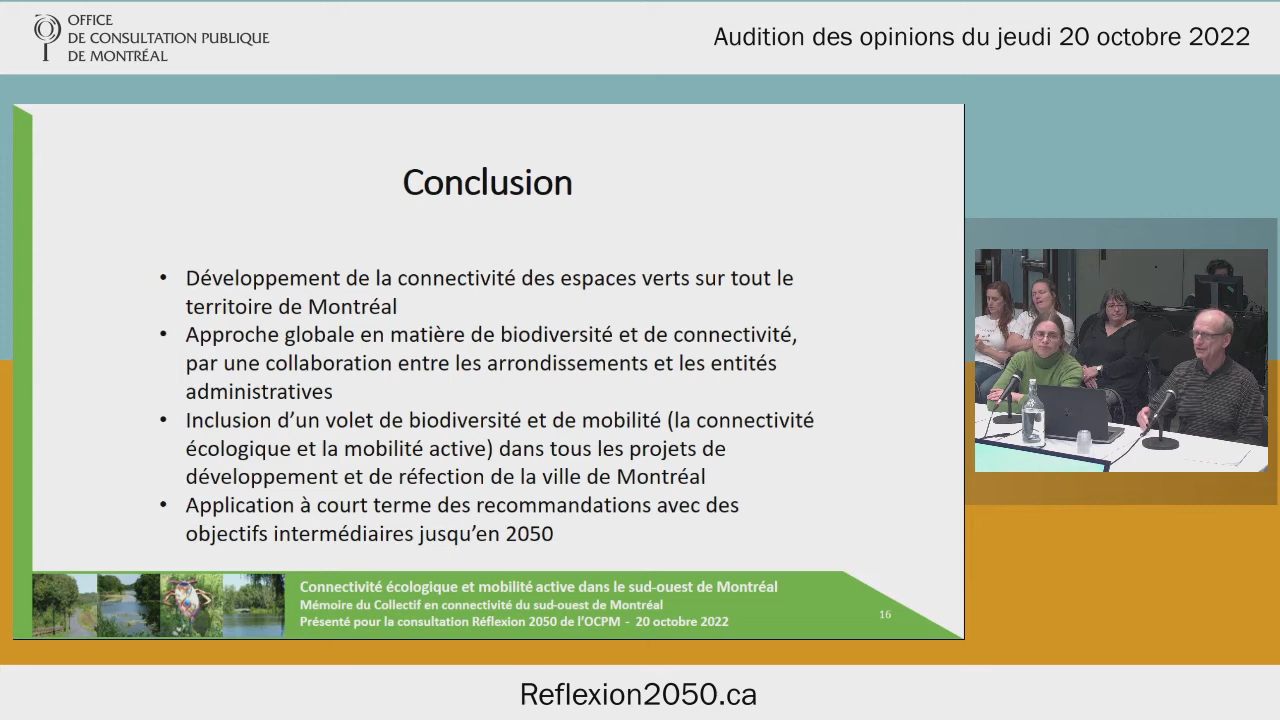 OFFICE
DE CONSULTATION PUBLIQUE
DE MONTRÉAL
Audition des opinions du jeudi 20 octobre 2022
Conclusion
• Développement de la connectivité des espaces verts sur tout le
territoire de Montréal
• Approche globale en matière de biodiversité et de connectivité,
par une collaboration entre les arrondissements et les entités
administratives
• Inclusion d'un volet de biodiversité et de mobilité (la connectivité
écologique et la mobilité active) dans tous les projets de
développement et de réfection de la ville de Montréal
• Application à court terme des recommandations avec des
objectifs intermédiaires jusqu'en 2050
Connectivité écologique et mobilité active dans le sud-ouest de Montréal
Mémoire du Collectif en connectivité du sud-ouest de Montréal
Présenté pour la consultation Réflexion 2050 de l'OCPM - 20 octobre 2022
16
Reflexion2050.ca